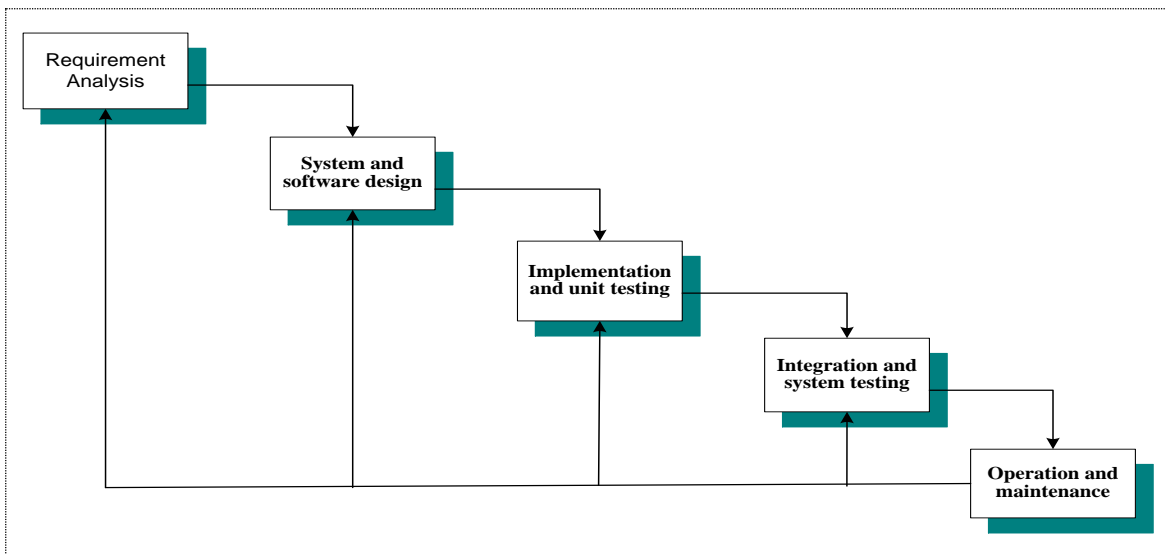 Requirement
Analysis
System and
software design
Implementation
and unit testing
Integration and
system testing
Operation and
maintenance